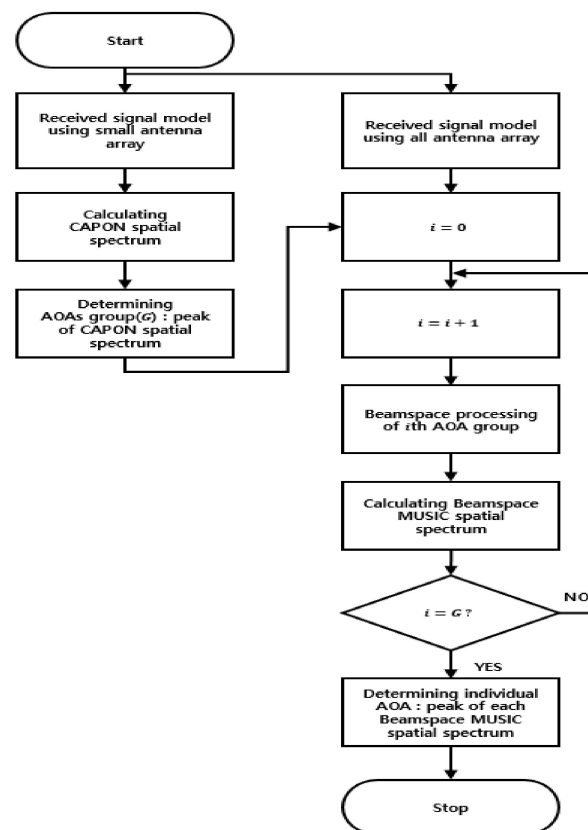 Start
Received signal model
using small antenna
array
Calculating
CAPON spatial
spectrum
Determining
AOAs group(G) : peak
of CAPON spatial
spectrum
Received signal model
using all antenna array
i = 0
i = i + 1
Beamspace processing
of ith AOA group
Calculating Beamspace
MUSIC spatial
spectrum
i = G ?
NO
YES
Determining individual
AOA : peak of each
Beamspace MUSIC
spatial spectrum
Stop